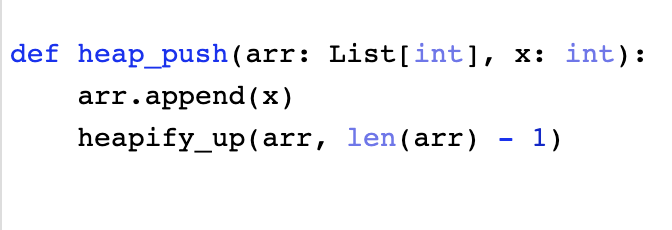 def heap_push(arr: List[int], x: int):
    arr.append(x)
    heapify_up(arr, len(arr) - 1)